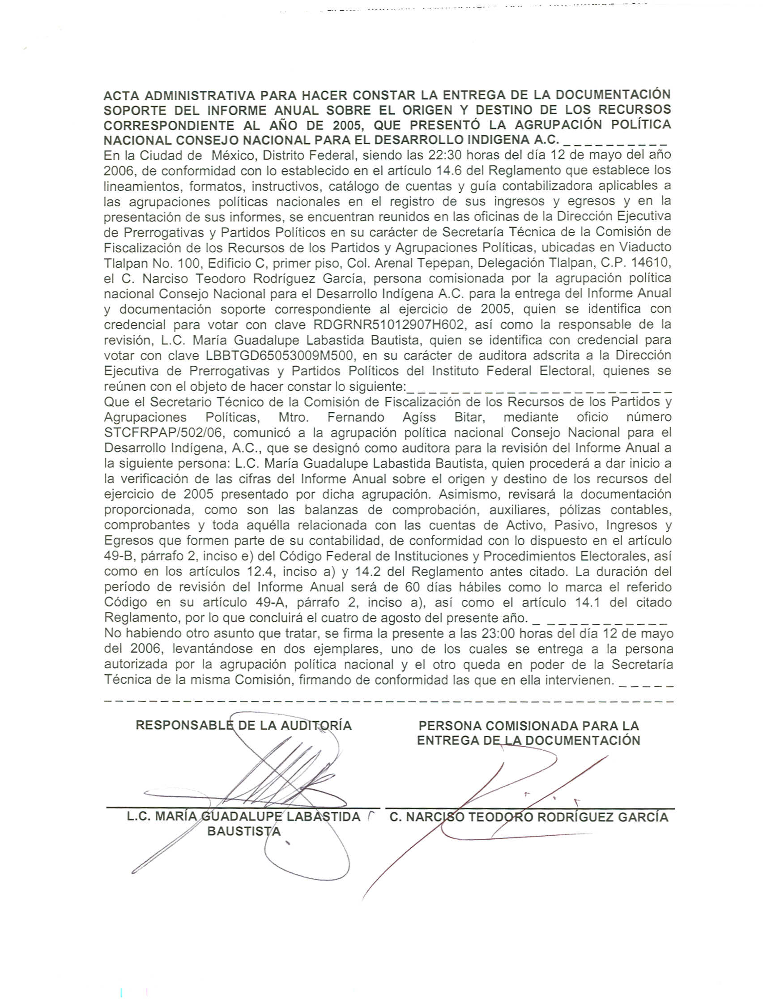 ACTA ADMINISTRATIVA PARA HACER CONSTAR LA ENTREGA DE LA DOCUMENTACIÓN
SOPORTE DEL INFORME ANUAL SOBRE EL ORIGEN Y DESTINO DE LOS RECURSOS
CORRESPONDIENTE AL AÑO DE 2005, QUE PRESENTÓ LA AGRUPACIÓN POLÍTICA
NACIONAL CONSEJO NACIONAL PARA EL DESARROLLO INDIGENA A.C. _ _ _ _ _ _ _ _ _ _
En la Ciudad de México, Distrito Federal, siendo las 22:30 horas del día 12 de mayo del año
2006, de conformidad con lo establecido en el artículo 14.6 del Reglamento que establece los
lineamientos, formatos, instructivos, catálogo de cuentas y guía contabilizadora aplicables a
las agrupaciones políticas nacionales en el registro de sus ingresos y egresos y en la
presentación de sus informes, se encuentran reunidos en las oficinas de la Dirección Ejecutiva
de Prerrogativas y Partidos Políticos en su carácter de Secretaría Técnica de la Comisión de
Fiscalización de los Recursos de los Partidos y Agrupaciones Políticas, ubicadas en Viaducto
Tlalpan No. 100, Edificio C, primer piso, Col. Arenal Tepepan, Delegación Tlalpan, C.P. 14610,
el C. Narciso Teodoro Rodríguez García, persona comisionada por la agrupación política
nacional Consejo Nacional para el Desarrollo Indígena A.C. para la entrega del Informe Anual
y documentación soporte correspondiente al ejercicio de 2005, quien se identifica con
credencial para votar con clave RDGRNR51012907H602, así como la responsable de la
revisión, L.C. María Guadalupe Labastida Bautista, quien se identifica con credencial para
votar con clave LBBTGD65053009M500, en su carácter de auditora adscrita a la Dirección
Ejecutiva de Prerrogativas y Partidos Políticos del Instituto Federal Electoral, quienes se
reúnen con el objeto de hacer constar lo siguiente:_ _ _ _ _ _ _ _ _ _ _ _ _ _ _ _ _ _ _ _ _ _ _ _ _
Que el Secretario Técnico de la Comisión de Fiscalización de los Recursos de los Partidos y
Agrupaciones Políticas, Mtro. Fernando Agíss Bitar, mediante oficio número
STCFRPAP/502/06, comunicó a la agrupación política nacional Consejo Nacional para el
Desarrollo Indígena, A.C., que se designó como auditora para la revisión del Informe Anual a
la siguiente persona: L.C. María Guadalupe Labastida Bautista, quien procederá a dar inicio a
la verificación de las cifras del Informe Anual sobre el origen y destino de los recursos del
ejercicio de 2005 presentado por dicha agrupación. Asimismo, revisará la documentación
proporcionada, como son las balanzas de comprobación, auxiliares, pólizas contables,
comprobantes y toda aquélla relacionada con las cuentas de Activo, Pasivo, Ingresos y
Egresos que formen parte de su contabilidad, de conformidad con lo dispuesto en el artículo
49-B, párrafo 2, inciso e) del Código Federal de Instituciones y Procedimientos Electorales, así
como en los artículos 12.4, inciso a) y 14.2 del Reglamento antes citado. La duración del
período de revisión del Informe Anual será de 60 días hábiles como lo marca el referido
Código en su artículo 49-A, párrafo 2, inciso a), así como el artículo 14.1 del citado
Reglamento, por lo que concluirá el cuatro de agosto del presente año. _ _ _ _ _ _ _ _ _ _ _ _ _
No habiendo otro asunto que tratar, se firma la presente a las 23:00 horas del día 12 de mayo
del 2006, levantándose en dos ejemplares, uno de los cuales se entrega a la persona
autorizada por la agrupación política nacional y el otro queda en poder de la Secretaría
Técnica de la misma Comisión, firmando de conformidad las que en ella intervienen. _ _ _ _ _
RESPONSABLE DE LA AUDITORÍA
PERSONA COMISIONADA PARA LA
ENTREGA DE LA DOCUMENTACIÓN
L.C. MARÍA GUADALUPE LABASTIDA
BAUSTISTA
C. NARCISO TEODORO RODRÍGUEZ GARCÍA